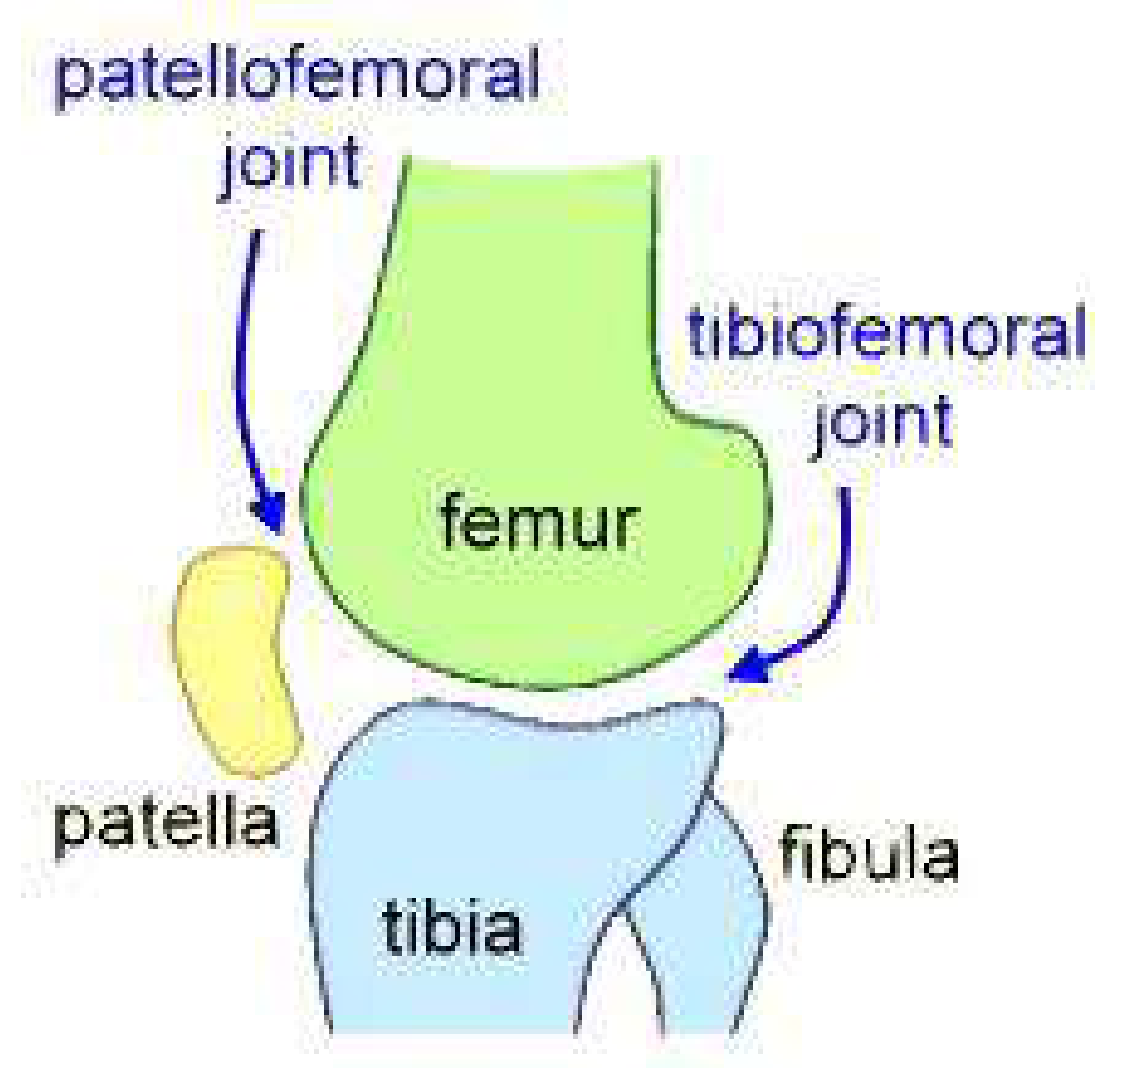 patellofemoral
joint
tibiofemoral
joint
femur
patella
fibula
tibia